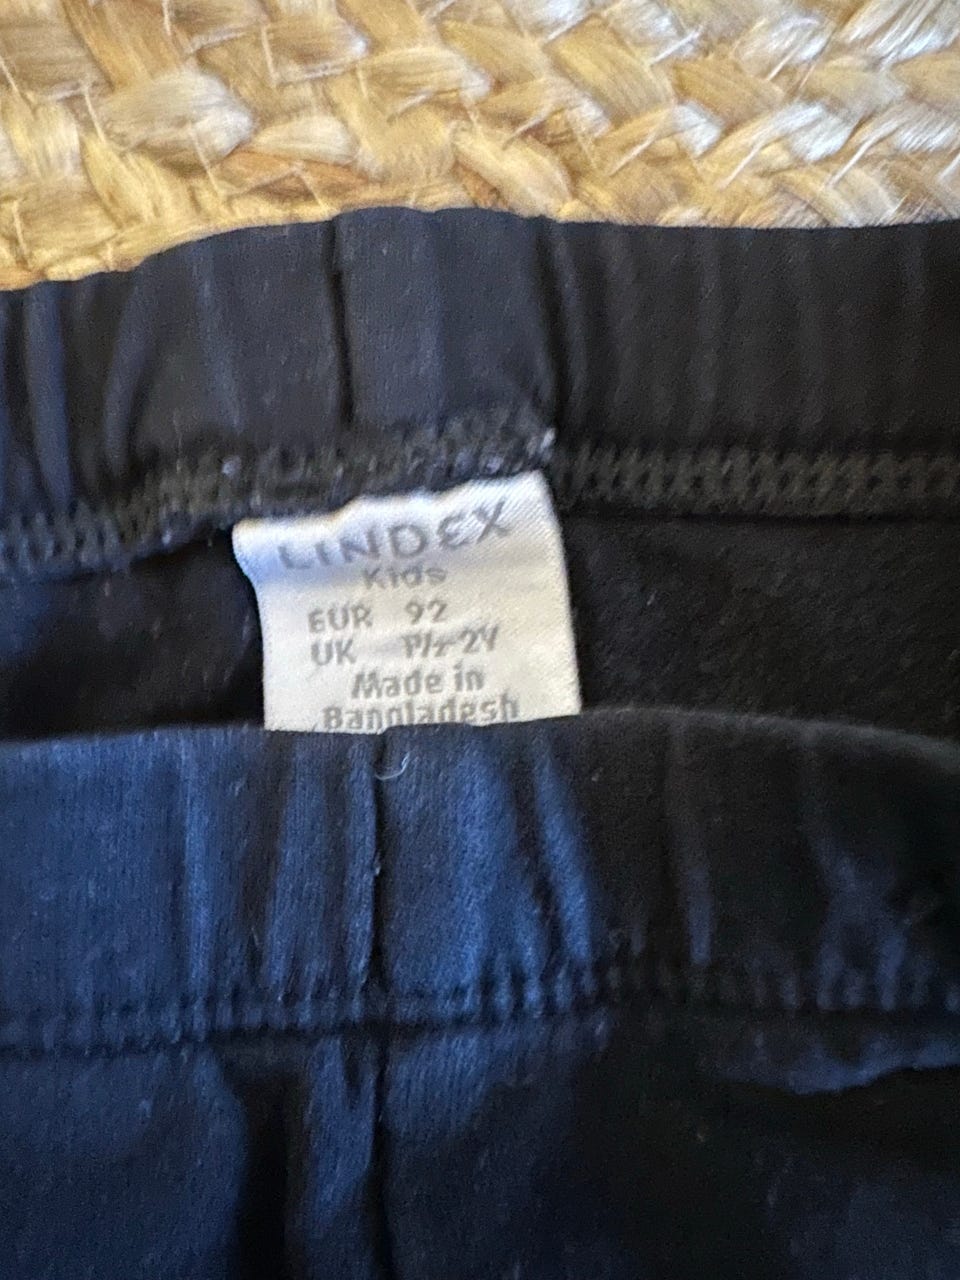 LINDEX
Kids
EUR 92
UK 1½-2Y
Made in
Bangladesh